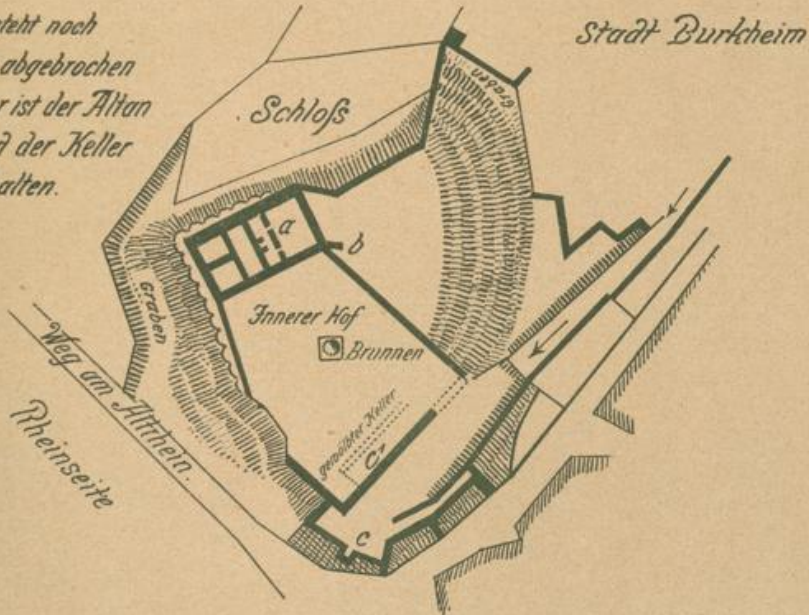 steht noch
abgebrochen
r ist der Altan
d der Keller
alten.
Stadt Burkheim
Schloß
Graben
a
b
Graben
Innerer Hof
Brunnen
Weg am Altrhein.
Rheinseite
gewölbter Keller
C'
c